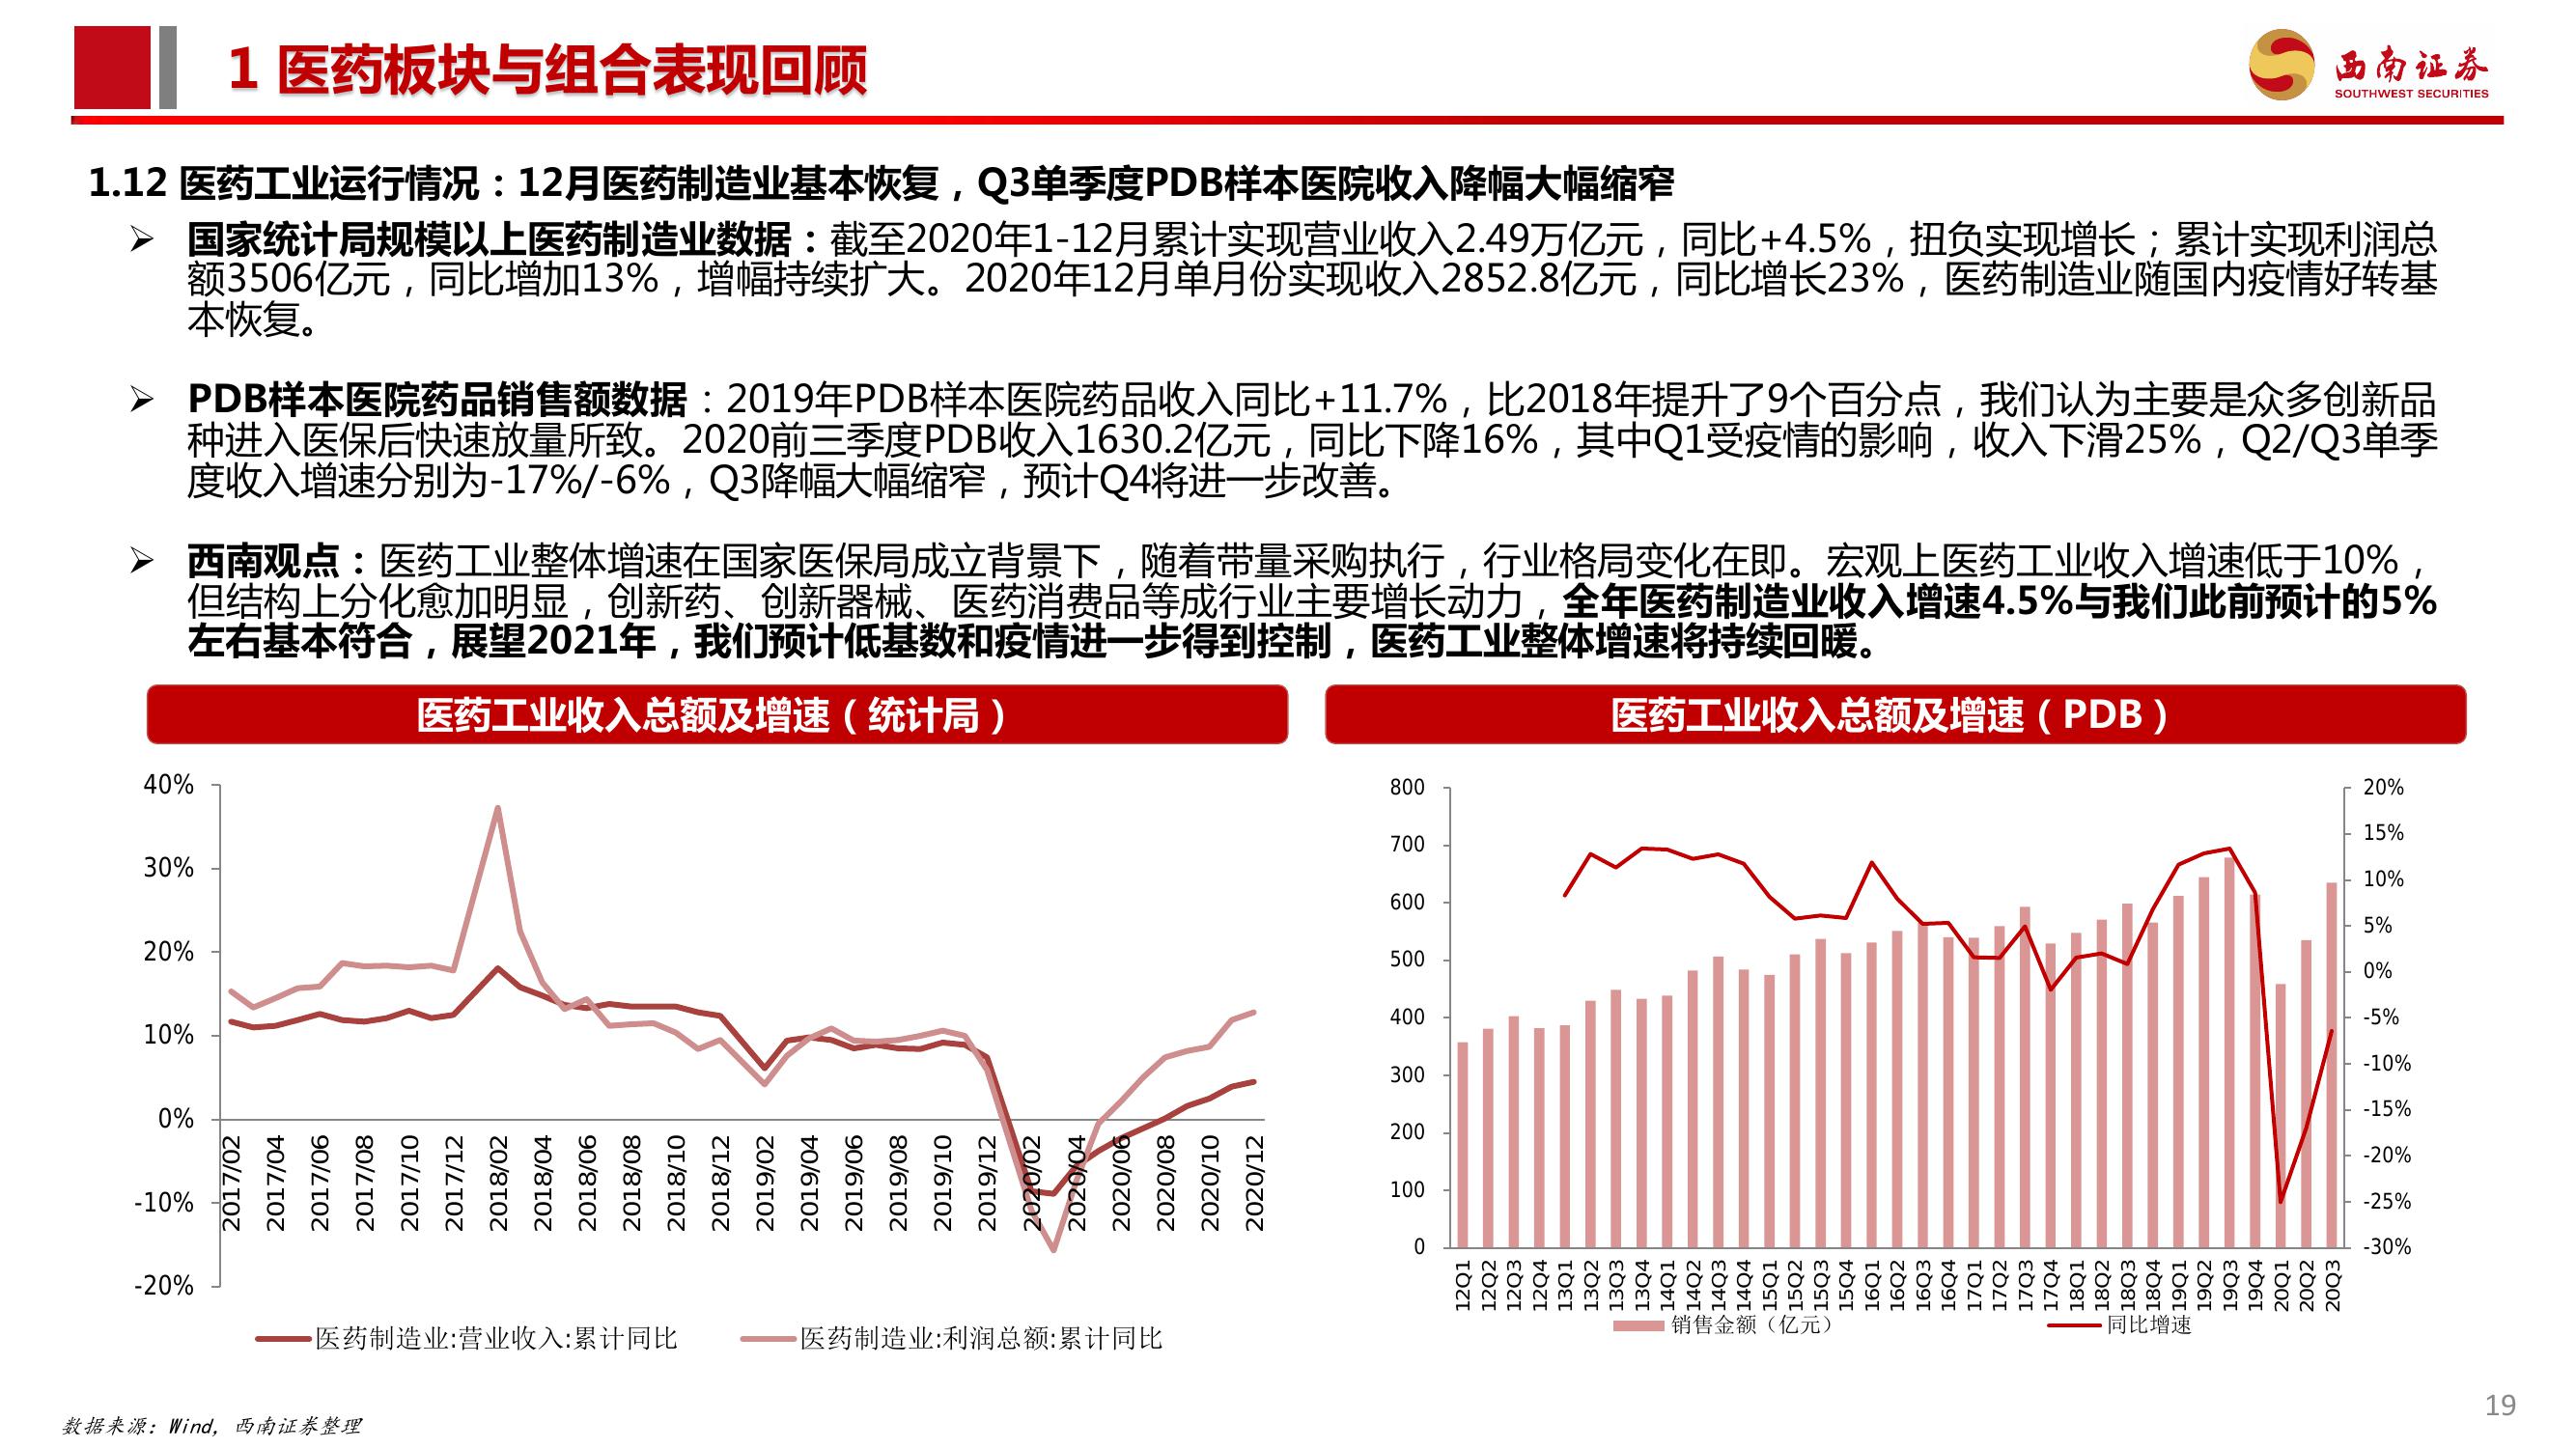 1 医药板块与组合表现回顾
西南证券
SOUTHWEST SECURITIES
1.12 医药工业运行情况：12月医药制造业基本恢复，Q3单季度PDB样本医院收入降幅大幅缩窄
➢ 国家统计局规模以上医药制造业数据：截至2020年1-12月累计实现营业收入2.49万亿元，同比+4.5%，扭负实现增长；累计实现利润总
额3506亿元，同比增加13%，增幅持续扩大。2020年12月单月份实现收入2852.8亿元，同比增长23%，医药制造业随国内疫情好转基
本恢复。
➢ PDB样本医院药品销售额数据：2019年PDB样本医院药品收入同比+11.7%，比2018年提升了9个百分点，我们认为主要是众多创新品
种进入医保后快速放量所致。2020前三季度PDB收入1630.2亿元，同比下降16%，其中Q1受疫情的影响，收入下滑25%，Q2/Q3单季
度收入增速分别为-17%/-6%，Q3降幅大幅缩窄，预计Q4将进一步改善。
➢ 西南观点：医药工业整体增速在国家医保局成立背景下，随着带量采购执行，行业格局变化在即。宏观上医药工业收入增速低于10%，
但结构上分化愈加明显，创新药、创新器械、医药消费品等成行业主要增长动力，全年医药制造业收入增速4.5%与我们此前预计的5%
左右基本符合，展望2021年，我们预计低基数和疫情进一步得到控制，医药工业整体增速将持续回暖。
医药工业收入总额及增速（统计局）
40%
30%
20%
10%
0%
-10%
-20%
2017/02
2017/04
2017/06
2017/08
2017/10
2017/12
2018/02
2018/04
2018/06
2018/08
2018/10
2018/12
2019/02
2019/04
2019/06
2019/08
2019/10
2019/12
2020/02
2020/04
2020/06
2020/08
2020/10
2020/12
医药制造业:营业收入:累计同比
医药制造业:利润总额:累计同比
医药工业收入总额及增速（PDB）
800
700
600
500
400
300
200
100
0
20%
15%
10%
5%
0%
-5%
-10%
-15%
-20%
-25%
-30%
12Q1
12Q2
12Q3
12Q4
13Q1
13Q2
13Q3
13Q4
14Q1
14Q2
14Q3
14Q4
15Q1
15Q2
15Q3
15Q4
16Q1
16Q2
16Q3
16Q4
17Q1
17Q2
17Q3
17Q4
18Q1
18Q2
18Q3
18Q4
19Q1
19Q2
19Q3
19Q4
20Q1
20Q2
20Q3
销售金额（亿元）
同比增速
数据来源：Wind，西南证券整理
19